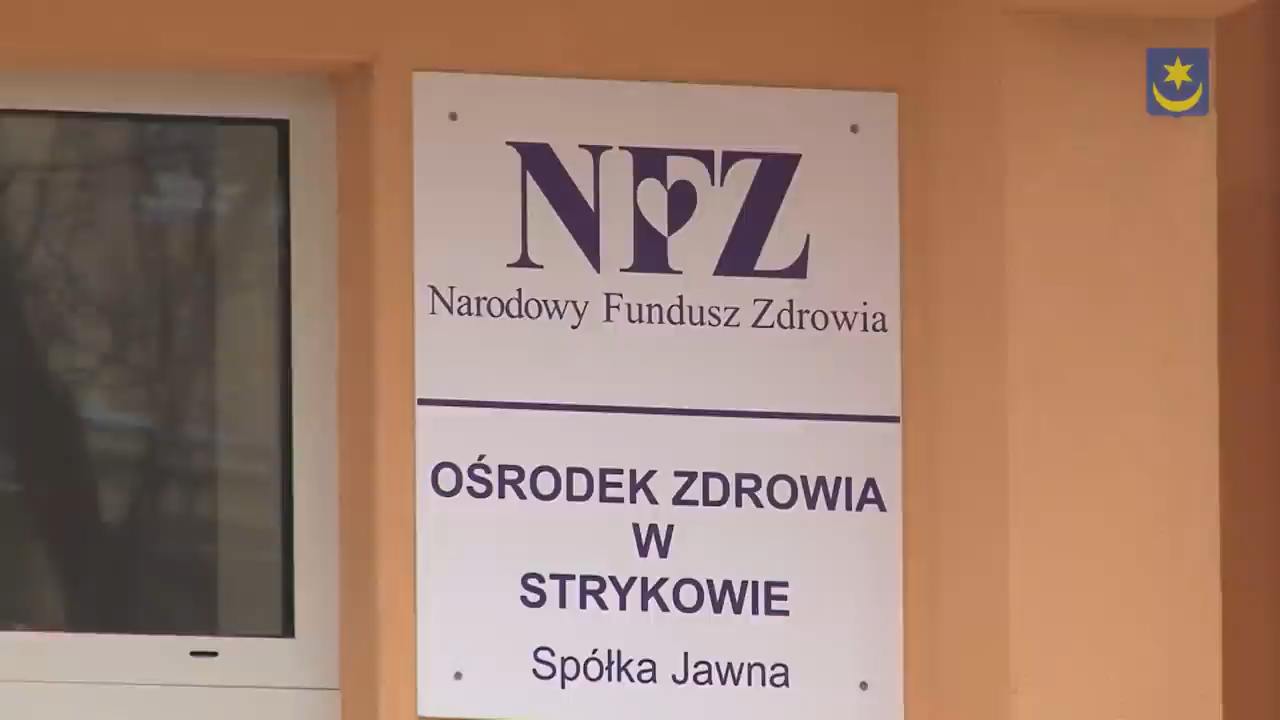 NFZ
Narodowy Fundusz Zdrowia
OŚRODEK ZDROWIA
W
STRYKOWIE
Spółka Jawna